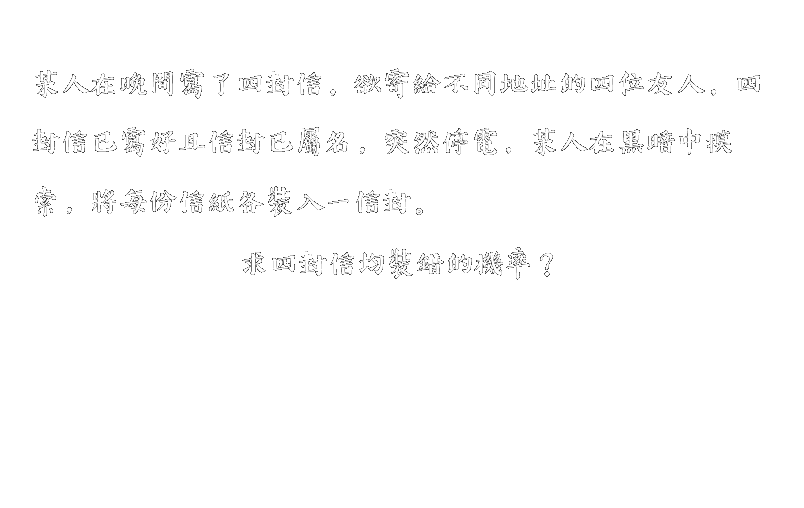 某人在晚間寫了四封信，欲寄給不同地址的四位友人，四
封信已寫好且信封已屬名，突然停電，某人在黑暗中摸
索，將每份信紙各裝入一信封。
求四封信均裝錯的機率？